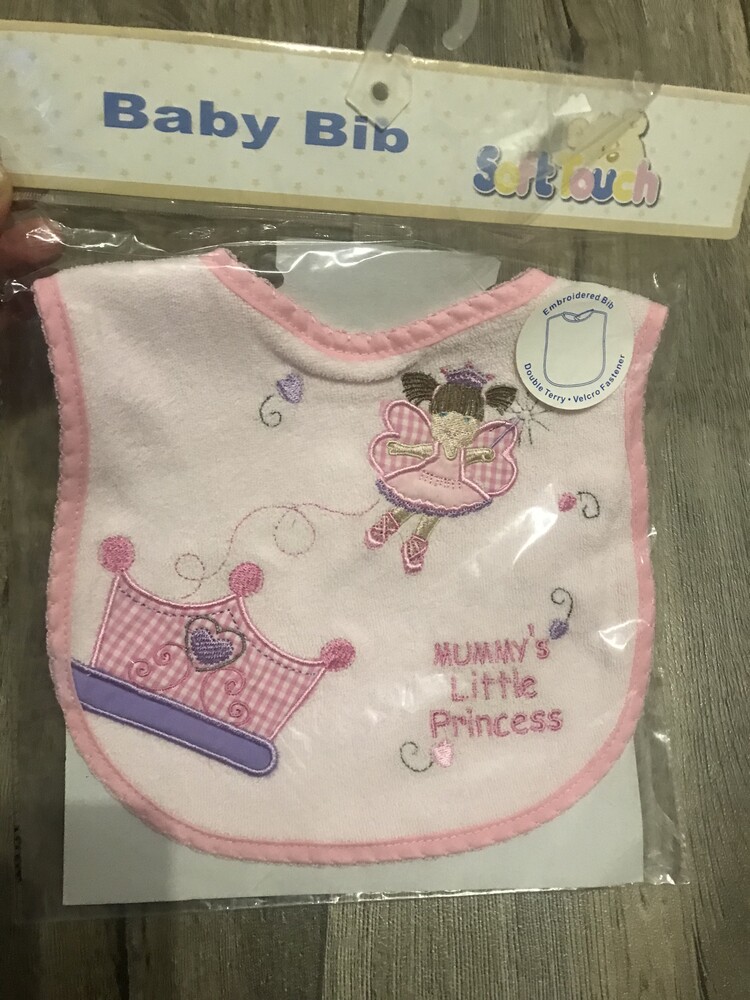 Baby Bib
Soft Touch
Embroidered Bib
Double Terry • Velcro Fastener
MUMMY's
Little
Princess